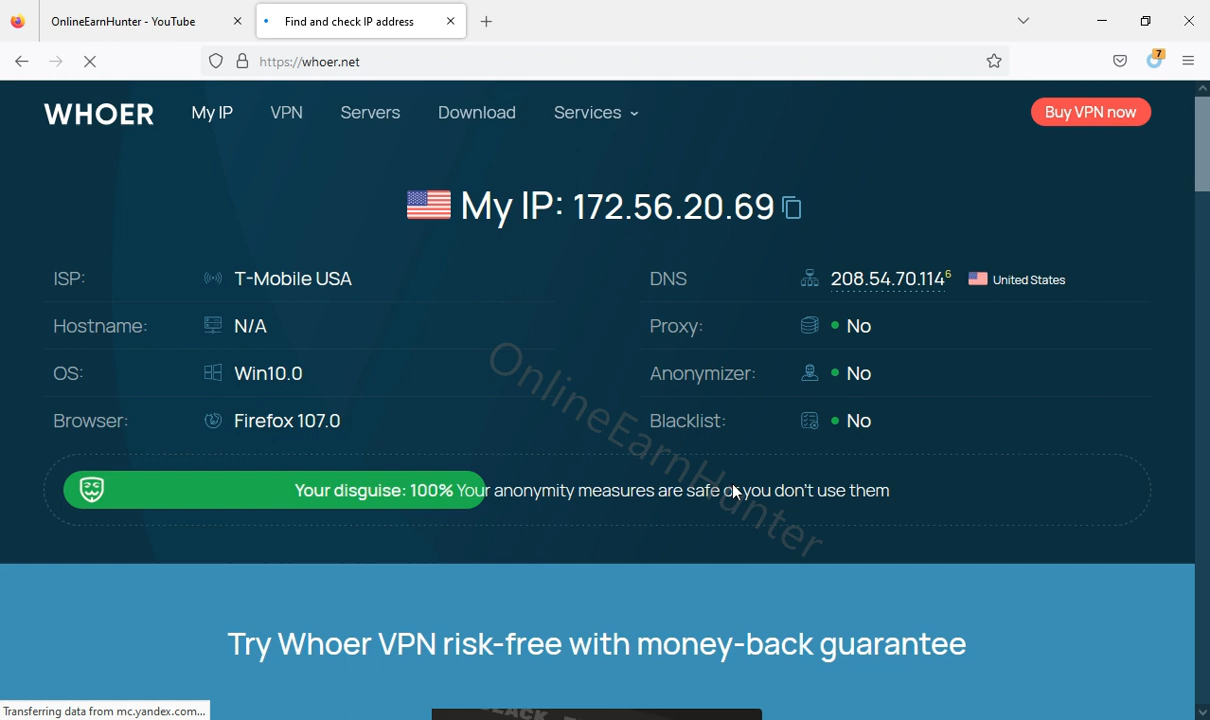 OnlineEarnHunter - YouTube
Find and check IP address
https://whoer.net
7
WHOER
My IP
VPN
Servers
Download
Services
Buy VPN now
My IP: 172.56.20.69
ISP: T-Mobile USA
DNS 208.54.70.114⁶ United States
Hostname: N/A
Proxy: No
OS: Win10.0
Anonymizer: No
Browser: Firefox 107.0
Blacklist: No
OnlineEarnHunter
Your disguise: 100% Your anonymity measures are safe or you don't use them
Try Whoer VPN risk-free with money-back guarantee
Transferring data from mc.yandex.com...